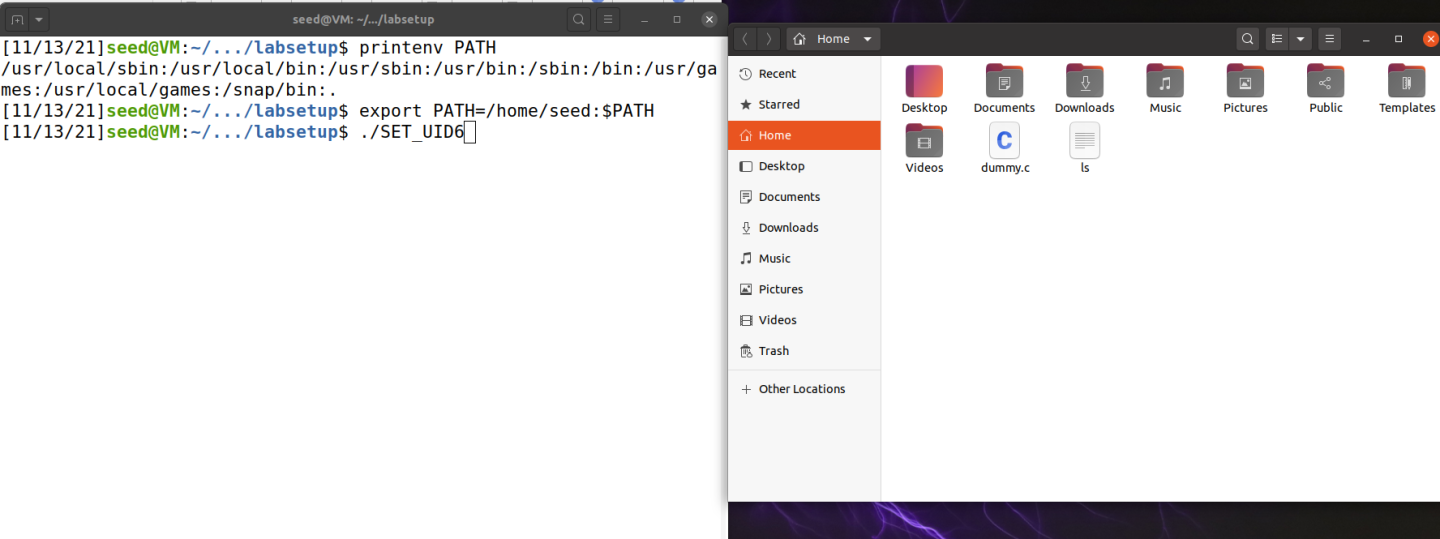 seed@VM: ~/.../labsetup
[11/13/21]seed@VM:~/.../labsetup$ printenv PATH
/usr/local/sbin:/usr/local/bin:/usr/sbin:/usr/bin:/sbin:/bin:/usr/ga
mes:/usr/local/games:/snap/bin:.
[11/13/21]seed@VM:~/.../labsetup$ export PATH=/home/seed:$PATH
[11/13/21]seed@VM:~/.../labsetup$ ./SET_UID6
Home
Recent
Starred
Home
Desktop
Documents
Downloads
Music
Pictures
Videos
Trash
Other Locations
Desktop Documents Downloads Music Pictures Public Templates
Videos dummy.c ls